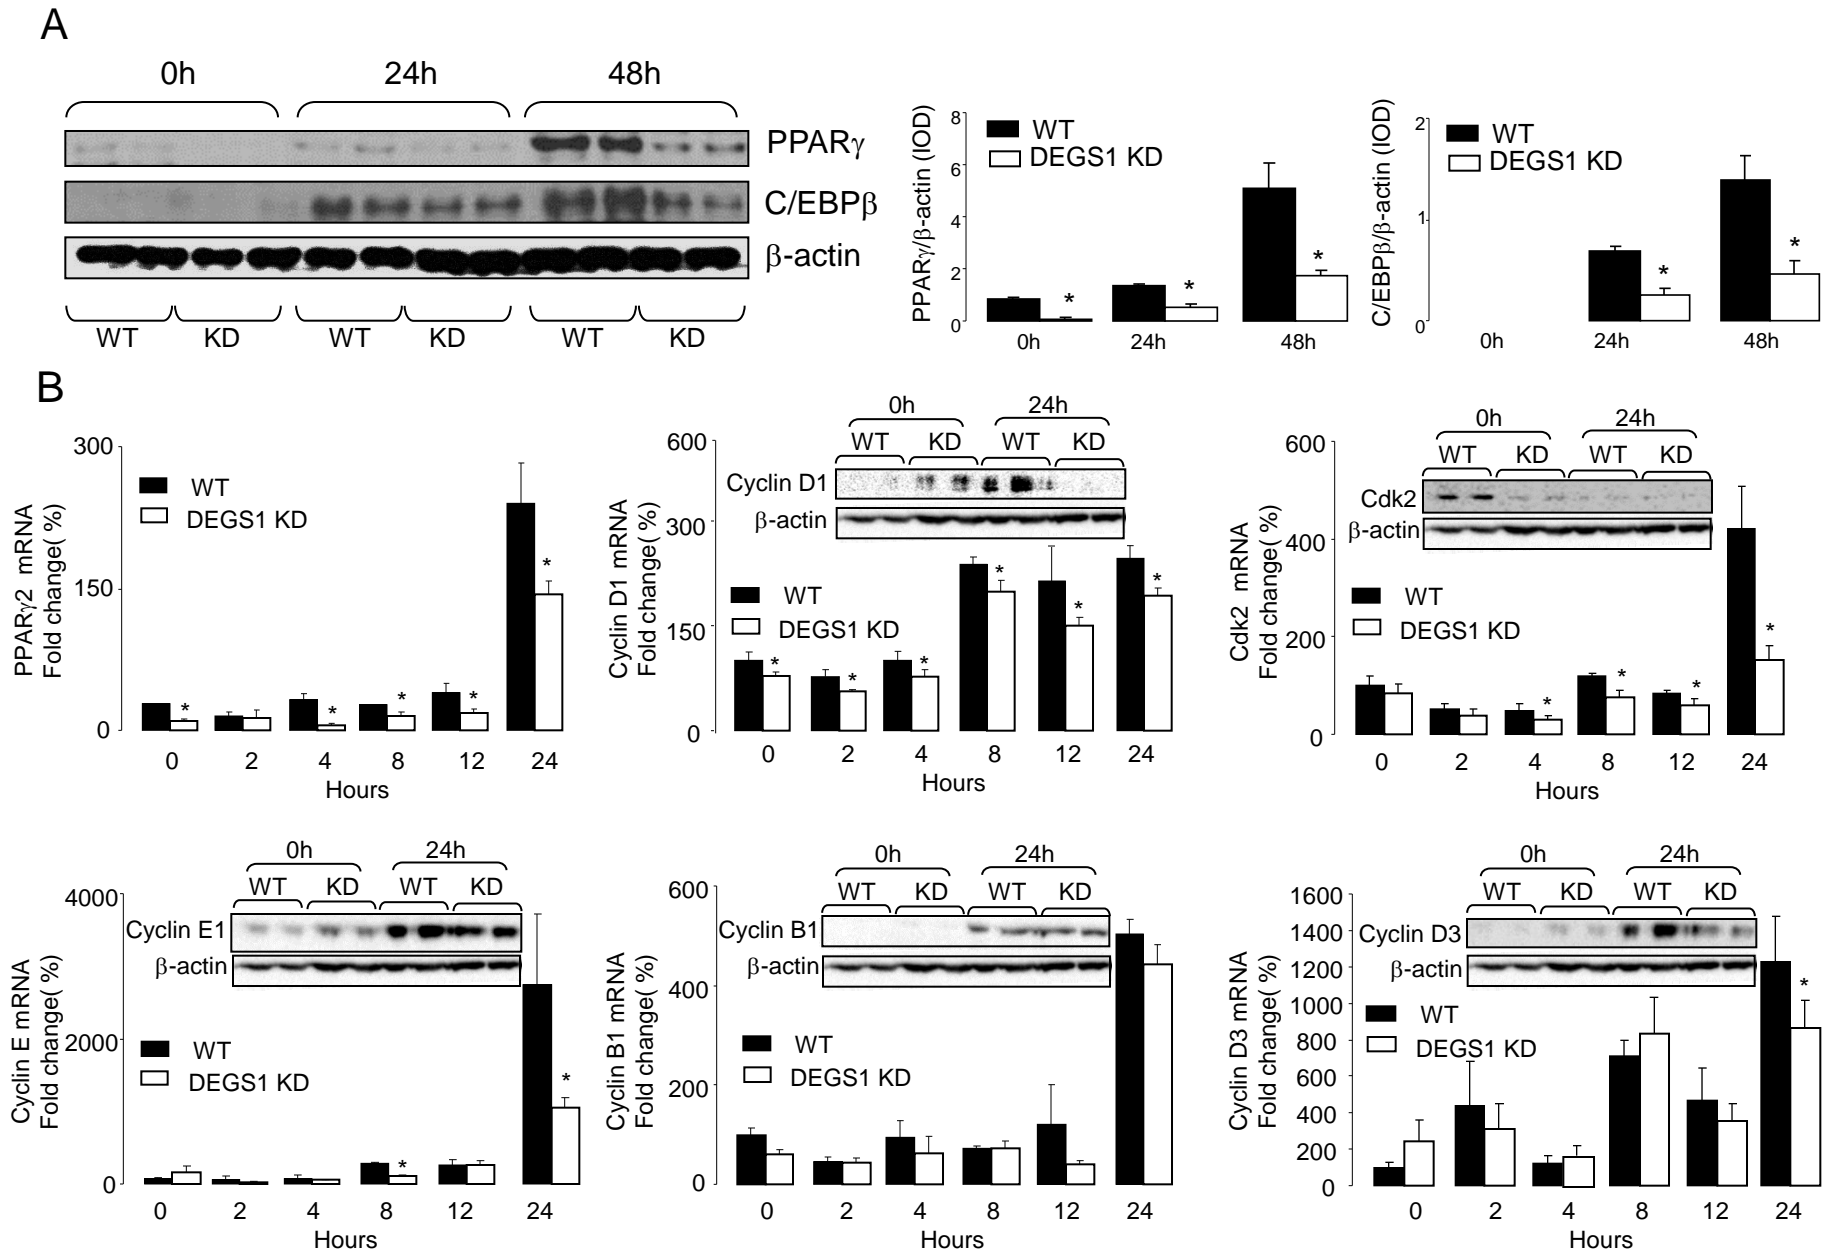 A
0h 24h 48h
PPARγ
C/EBPβ
β-actin
WT KD WT KD WT KD
PPARγ/β-actin (IOD)
8
6
4
2
0
WT
DEGS1 KD
*
*
*
0h 24h 48h
C/EBPβ/β-actin (IOD)
2
1
0
WT
DEGS1 KD
*
*
0h 24h 48h
B
PPARγ2 mRNA
Fold change( %)
300
150
0
WT
DEGS1 KD
* * * * *
0 2 4 8 12 24
Hours
Cyclin D1 mRNA
Fold change( %)
600
300
150
0
0h 24h
WT KD WT KD
Cyclin D1
β-actin
WT
DEGS1 KD
* * * * * *
0 2 4 8 12 24
Hours
Cdk2 mRNA
Fold change( %)
600
400
200
0
0h 24h
WT KD WT KD
Cdk2
β-actin
WT
DEGS1 KD
* * * *
0 2 4 8 12 24
Hours
Cyclin E mRNA
Fold change( %)
4000
2000
0
0h 24h
WT KD WT KD
Cyclin E1
β-actin
WT
DEGS1 KD
* *
0 2 4 8 12 24
Hours
Cyclin B1 mRNA
Fold change( %)
600
400
200
0
0h 24h
WT KD WT KD
Cyclin B1
β-actin
WT
DEGS1 KD
0 2 4 8 12 24
Hours
Cyclin D3 mRNA
Fold change( %)
1600
1400
1200
1000
800
600
400
200
0
0h 24h
WT KD WT KD
Cyclin D3
β-actin
WT
DEGS1 KD
*
0 2 4 8 12 24
Hours